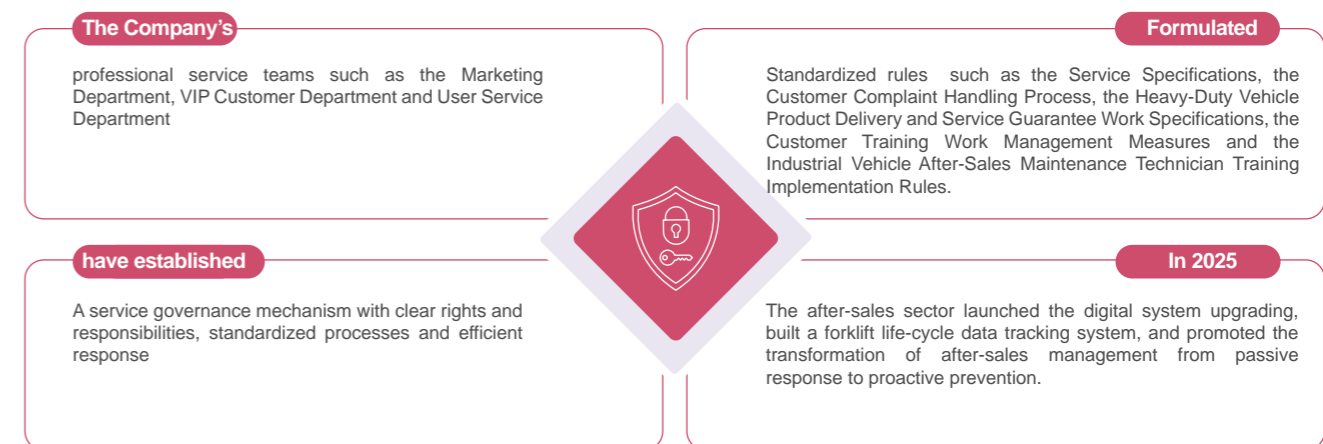 The Company's
professional service teams such as the Marketing
Department, VIP Customer Department and User Service
Department
have established
A service governance mechanism with clear rights and
responsibilities, standardized processes and efficient
response
Formulated
Standardized rules such as the Service Specifications, the
Customer Complaint Handling Process, the Heavy-Duty Vehicle
Product Delivery and Service Guarantee Work Specifications, the
Customer Training Work Management Measures and the
Industrial Vehicle After-Sales Maintenance Technician Training
Implementation Rules.
In 2025
The after-sales sector launched the digital system upgrading,
built a forklift life-cycle data tracking system, and promoted the
transformation of after-sales management from passive
response to proactive prevention.